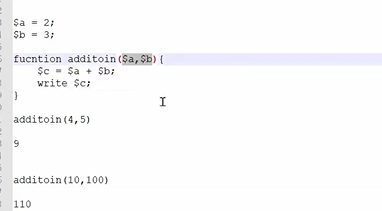 $a = 2;
$b = 3;
fucntion additoin($a,$b){
$c = $a + $b;
write $c;
}
additoin(4,5)
9
additoin(10,100)
110